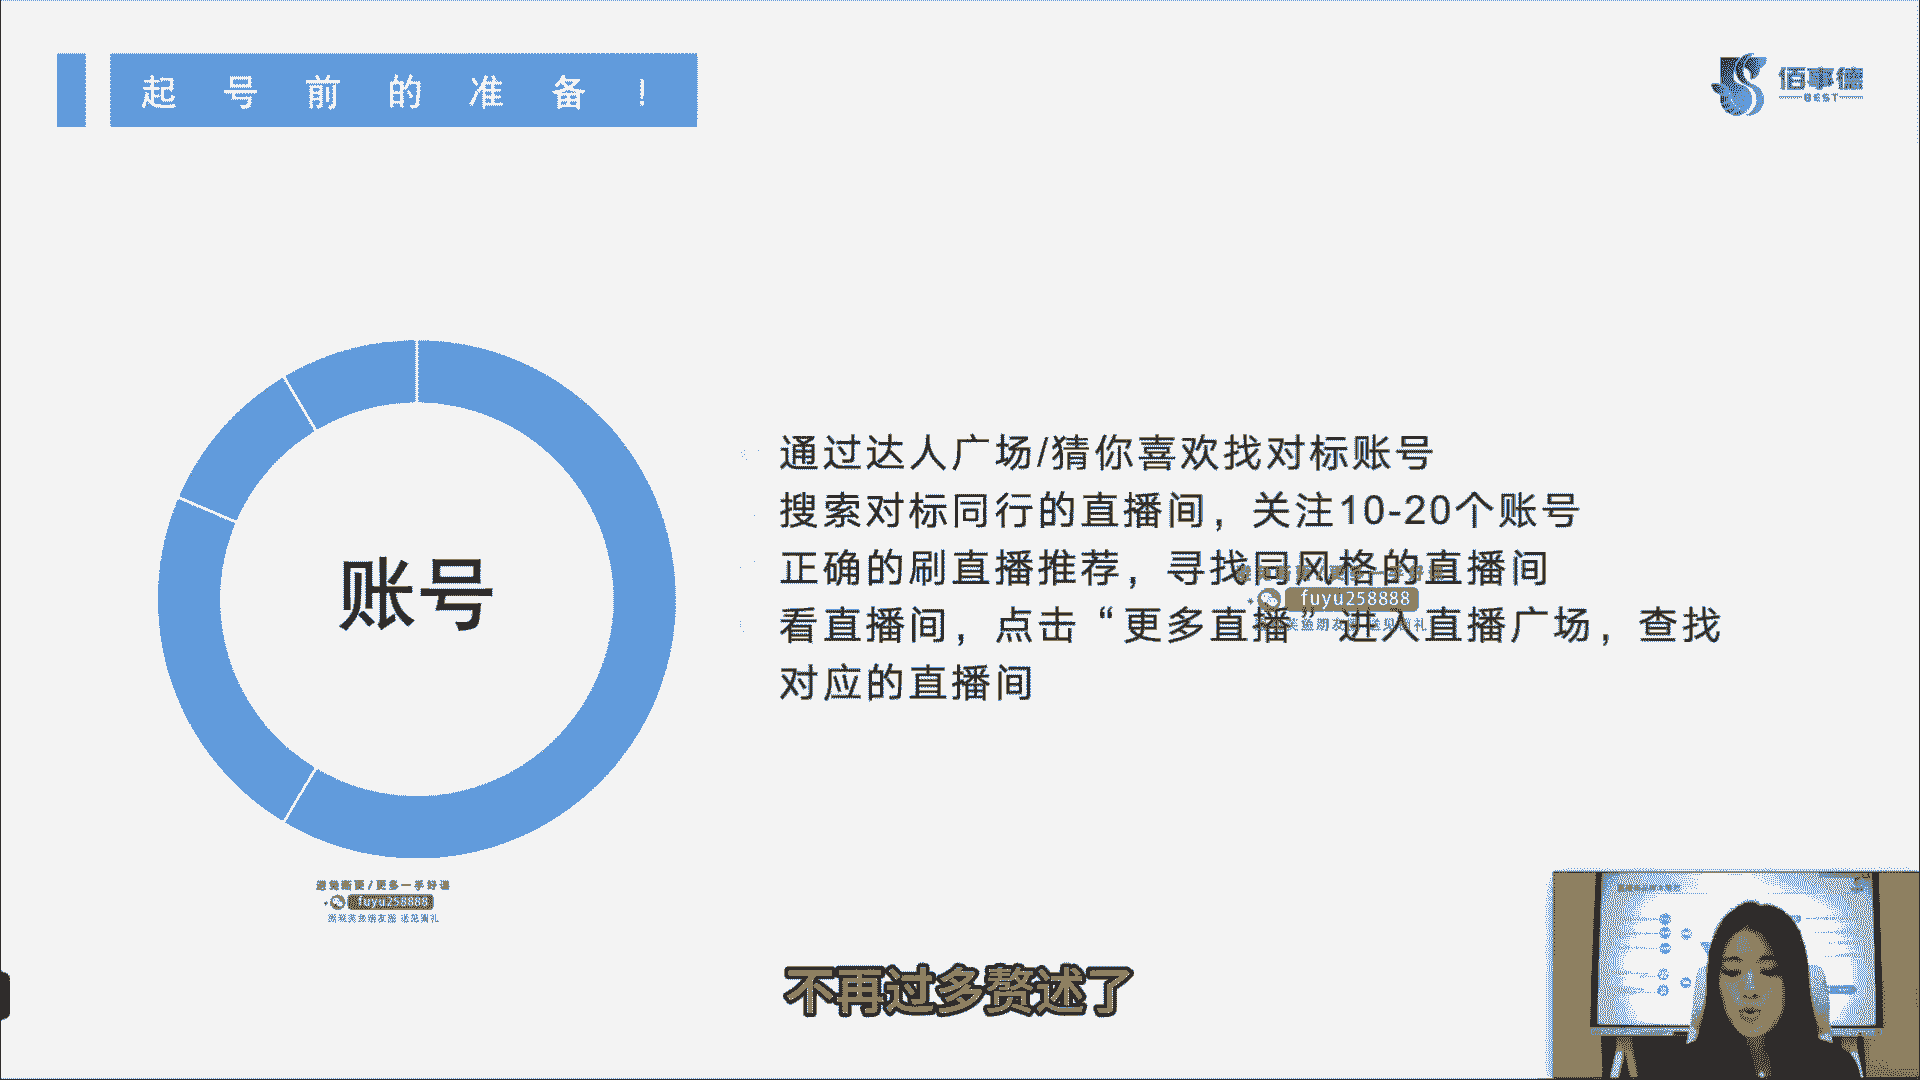 起号前的准备！
佰事德
BEST
通过达人广场/猜你喜欢找对标账号
搜索对标同行的直播间，关注10-20个账号
正确的刷直播推荐，寻找同风格的直播间
看直播间，点击“更多直播”进入直播广场，查找
对应的直播间
账号
fuyu258888
fuyu258888
不再过多赘述了